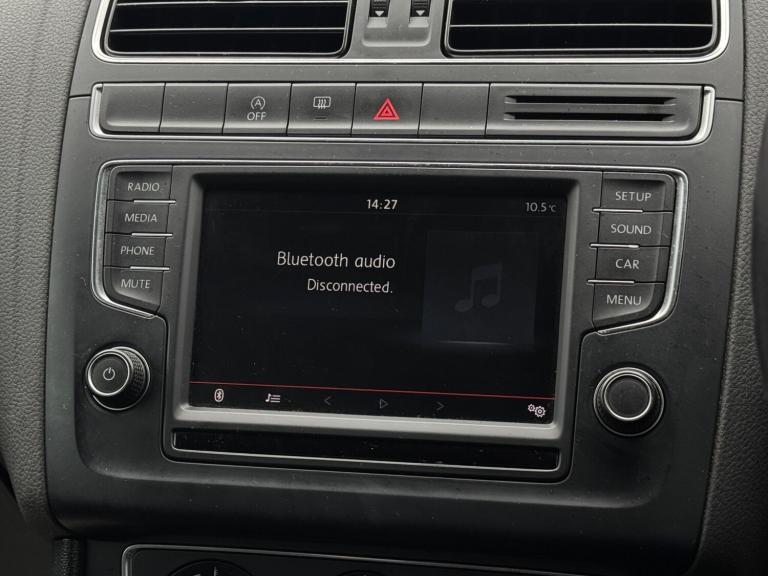 OFF
RADIO
MEDIA
PHONE
MUTE
14:27
10.5°C
Bluetooth audio
Disconnected.
SETUP
SOUND
CAR
MENU